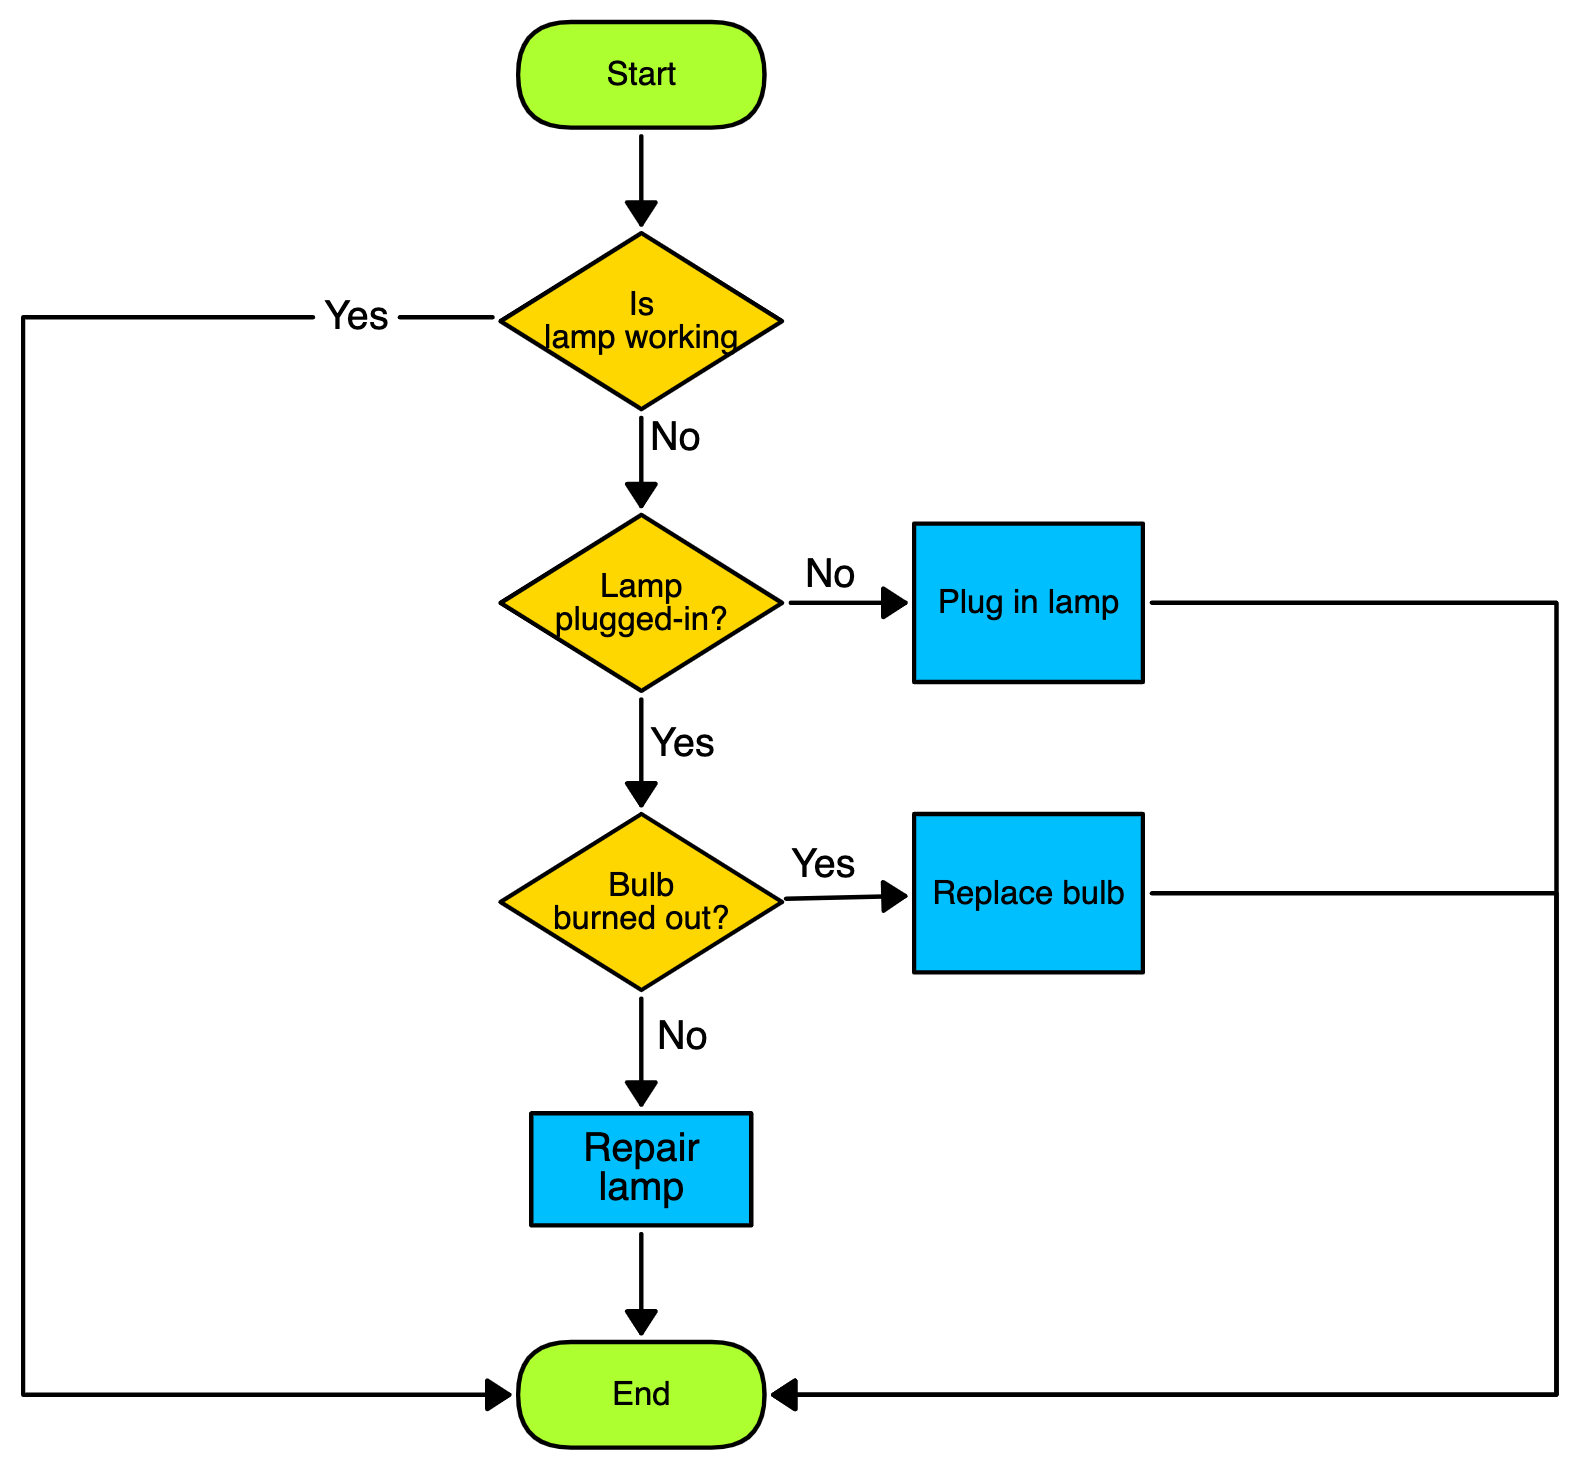 Start
Is
lamp working
Yes
No
Lamp
plugged-in?
No
Plug in lamp
Yes
Bulb
burned out?
Yes
Replace bulb
No
Repair
lamp
End